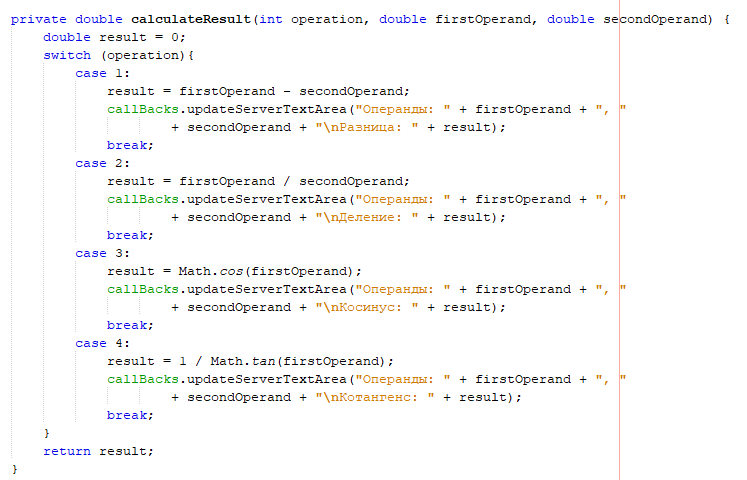 private double calculateResult(int operation, double firstOperand, double secondOperand) {
    double result = 0;
    switch (operation){
        case 1:
            result = firstOperand - secondOperand;
            callBacks.updateServerTextArea("Операнды: " + firstOperand + ", "
                    + secondOperand + "\nРазница: " + result);
            break;
        case 2:
            result = firstOperand / secondOperand;
            callBacks.updateServerTextArea("Операнды: " + firstOperand + ", "
                    + secondOperand + "\nДеление: " + result);
            break;
        case 3:
            result = Math.cos(firstOperand);
            callBacks.updateServerTextArea("Операнды: " + firstOperand + ", "
                    + secondOperand + "\nКосинус: " + result);
            break;
        case 4:
            result = 1 / Math.tan(firstOperand);
            callBacks.updateServerTextArea("Операнды: " + firstOperand + ", "
                    + secondOperand + "\nКотангенс: " + result);
            break;
    }
    return result;
}